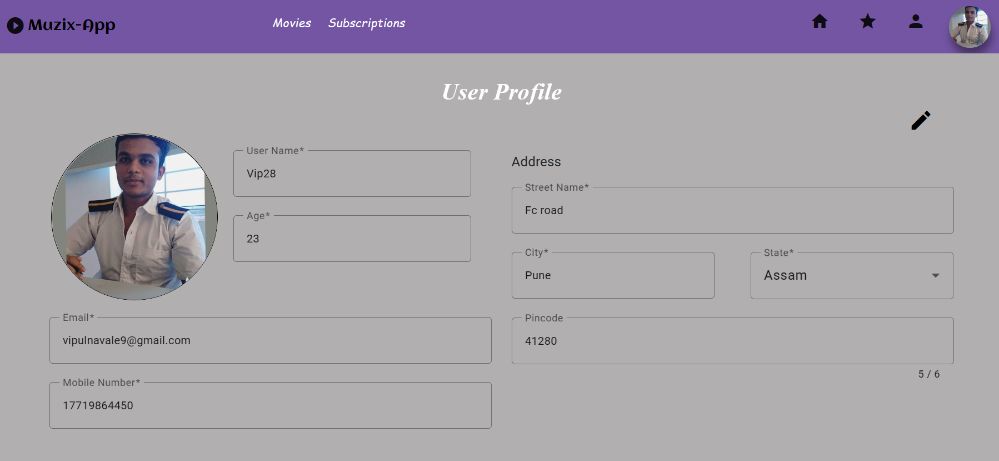 Muzix-App
Movies
Subscriptions
User Profile
User Name*
Vip28
Age*
23
Email*
vipulnavale9@gmail.com
Mobile Number*
17719864450
Address
Street Name*
Fc road
City*
Pune
State*
Assam
Pincode
41280
5 / 6